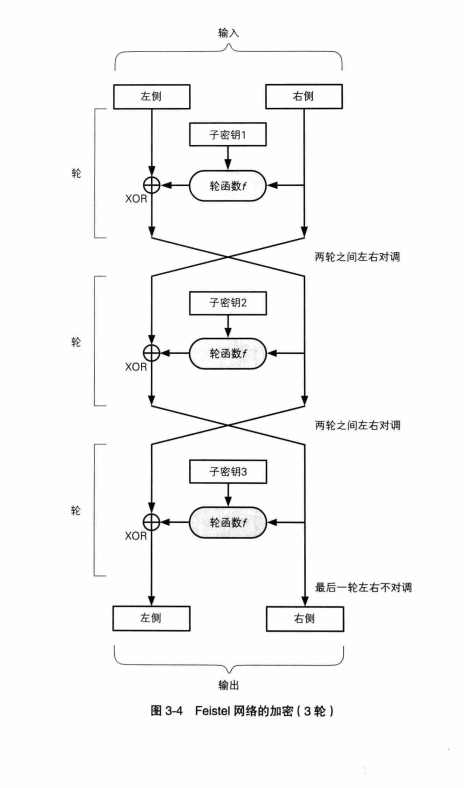 输入
左侧
右侧
子密钥1
轮
轮函数f
XOR
两轮之间左右对调
子密钥2
轮
轮函数f
XOR
两轮之间左右对调
子密钥3
轮
轮函数f
XOR
最后一轮左右不对调
左侧
右侧
输出
图 3-4 Feistel 网络的加密(3 轮)